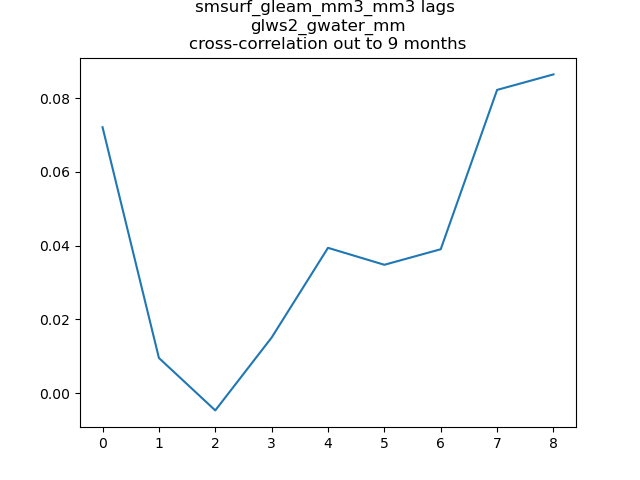 smsurf_gleam_mm3_mm3 lags
glws2_gwater_mm
cross-correlation out to 9 months
0.08
0.06
0.04
0.02
0.00
0 1 2 3 4 5 6 7 8